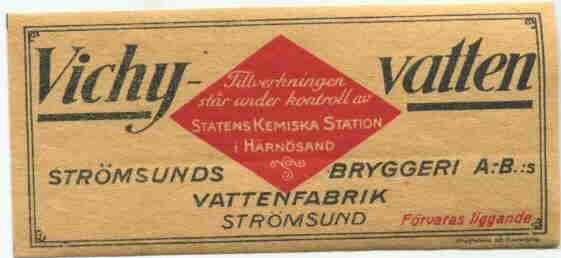 Vichy- vatten
Tillverkningen
står under kontroll av
STATENS KEMISKA STATION
I HÄRNÖSAND
STRÖMSUNDS BRYGGERI A.-B.:s
VATTENFABRIK
STRÖMSUND
Förvaras liggande